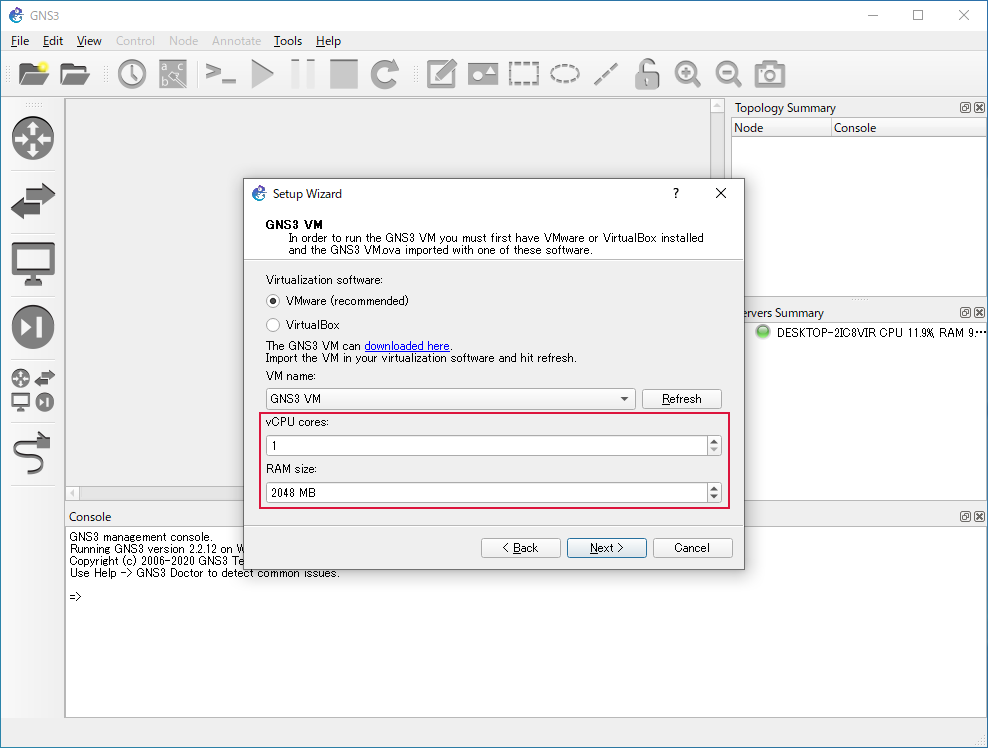 GNS3
File Edit View Control Node Annotate Tools Help
Topology Summary
Node Console
Setup Wizard
?
GNS3 VM
In order to run the GNS3 VM you must first have VMware or VirtualBox installed
and the GNS3 VM.ova imported with one of these software.
Virtualization software:
VMware (recommended)
VirtualBox
The GNS3 VM can downloaded here.
Import the VM in your virtualization software and hit refresh.
VM name:
GNS3 VM
Refresh
vCPU cores:
1
RAM size:
2048 MB
< Back Next > Cancel
ervers Summary
DESKTOP-2IC8VIR CPU 11.9%, RAM 9...
Console
GNS3 management console.
Running GNS3 version 2.2.12 on W
Copyright (c) 2006-2020 GNS3 Te
Use Help -> GNS3 Doctor to detect common issues.
=>